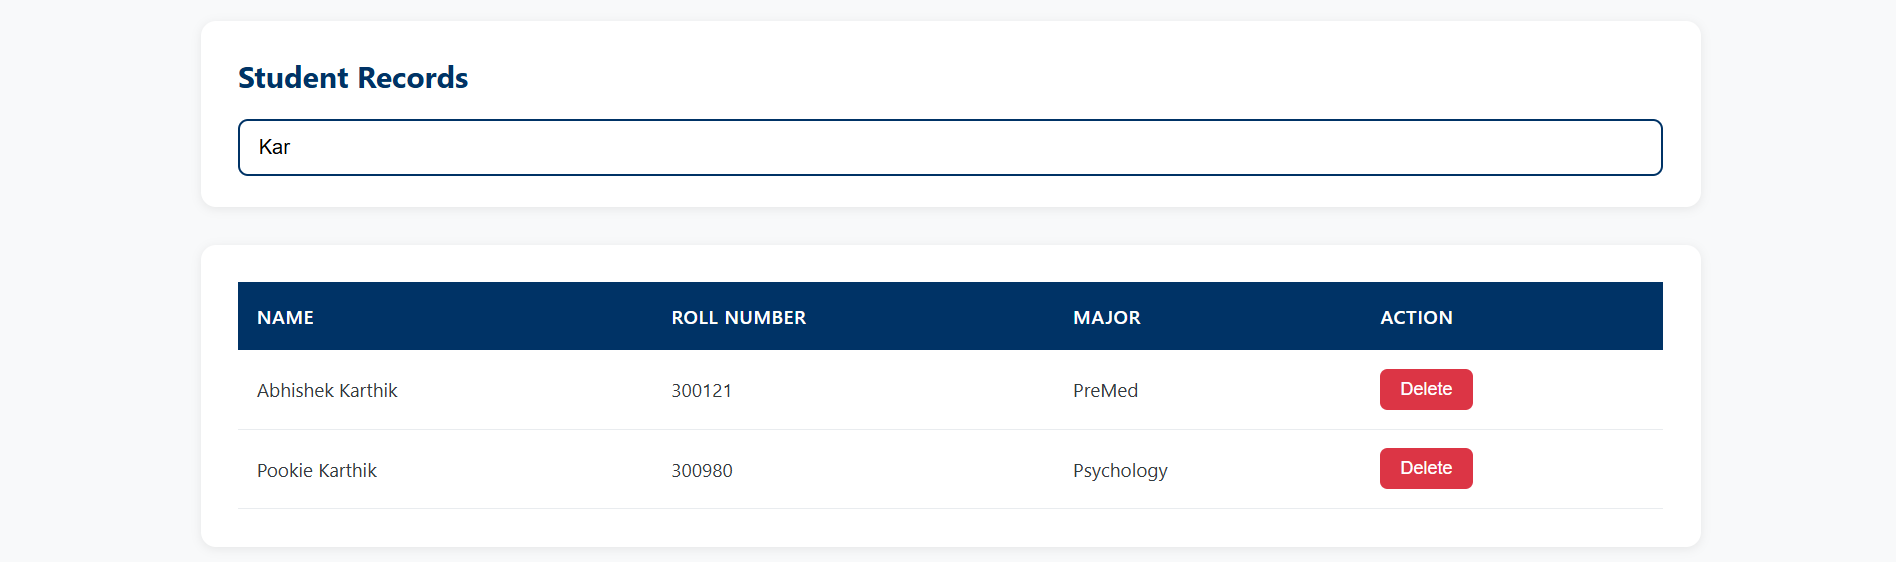 Student Records
Kar
NAME ROLL NUMBER MAJOR ACTION
Abhishek Karthik 300121 PreMed Delete
Pookie Karthik 300980 Psychology Delete